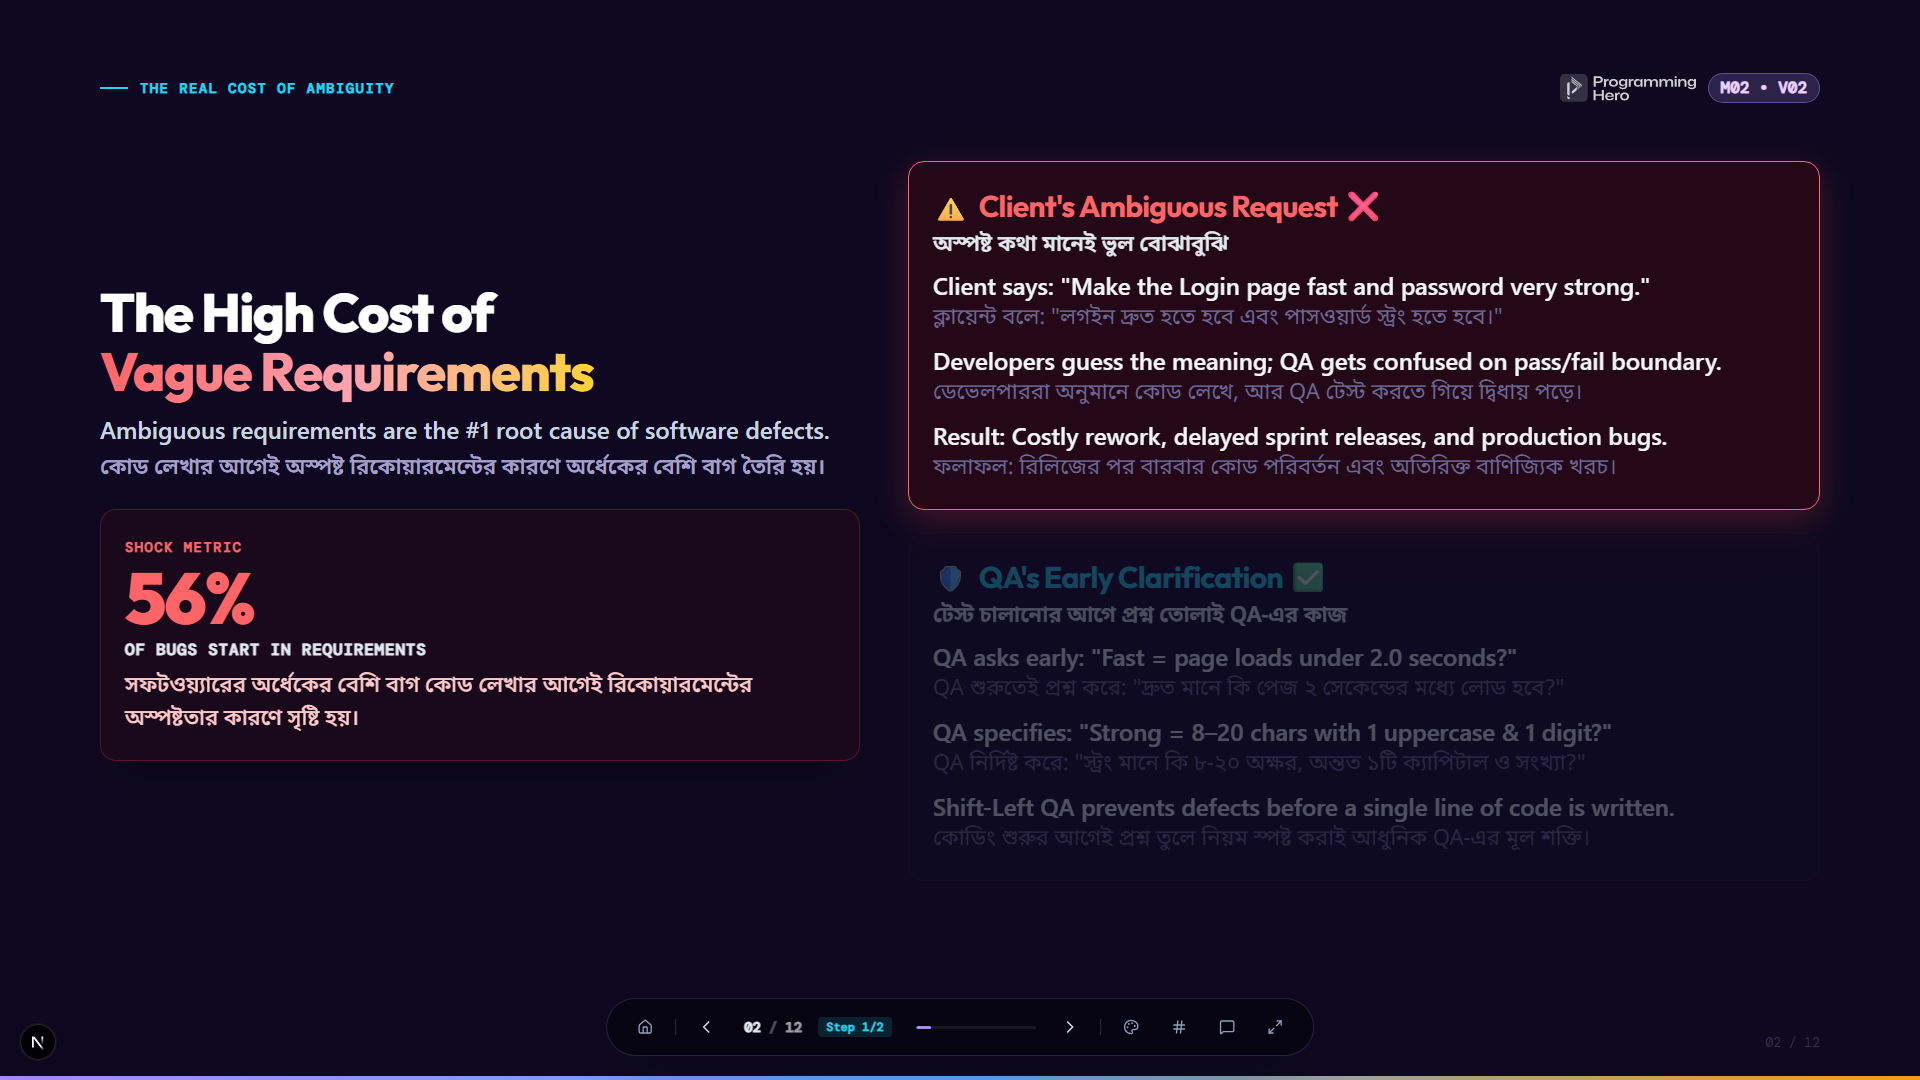 THE REAL COST OF AMBIGUITY
Programming
Hero
M02 • V02
The High Cost of
Vague Requirements
Ambiguous requirements are the #1 root cause of software defects.
কোড লেখার আগেই অস্পষ্ট রিকোয়ারমেন্টের কারণে অর্ধেকের বেশি বাগ তৈরি হয়।
SHOCK METRIC
56%
OF BUGS START IN REQUIREMENTS
সফটওয়্যারের অর্ধেকের বেশি বাগ কোড লেখার আগেই রিকোয়ারমেন্টের
অস্পষ্টতার কারণে সৃষ্টি হয়।
⚠️ Client's Ambiguous Request ❌
অস্পষ্ট কথা মানেই ভুল বোঝাবুঝি
Client says: "Make the Login page fast and password very strong."
ক্লায়েন্ট বলে: "লগইন দ্রুত হতে হবে এবং পাসওয়ার্ড স্ট্রং হতে হবে।"
Developers guess the meaning; QA gets confused on pass/fail boundary.
ডেভেলপাররা অনুমানে কোড লেখে, আর QA টেস্ট করতে গিয়ে দ্বিধায় পড়ে।
Result: Costly rework, delayed sprint releases, and production bugs.
ফলাফল: রিলিজের পর বারবার কোড পরিবর্তন এবং অতিরিক্ত বাণিজ্যিক খরচ।
🛡️ QA's Early Clarification ✅
টেস্ট চালানোর আগে প্রশ্ন তোলাই QA-এর কাজ
QA asks early: "Fast = page loads under 2.0 seconds?"
QA শুরুতেই প্রশ্ন করে: "দ্রুত মানে কি পেজ ২ সেকেন্ডের মধ্যে লোড হবে?"
QA specifies: "Strong = 8–20 chars with 1 uppercase & 1 digit?"
QA নির্দিষ্ট করে: "স্ট্রং মানে কি ৮-২০ অক্ষর, অন্তত ১টি ক্যাপিটাল ও সংখ্যা?"
Shift-Left QA prevents defects before a single line of code is written.
কোডিং শুরুর আগেই প্রশ্ন তুলে নিয়ম স্পষ্ট করাই আধুনিক QA-এর মূল শক্তি।
02 / 12
Step 1/2
N
02 / 12